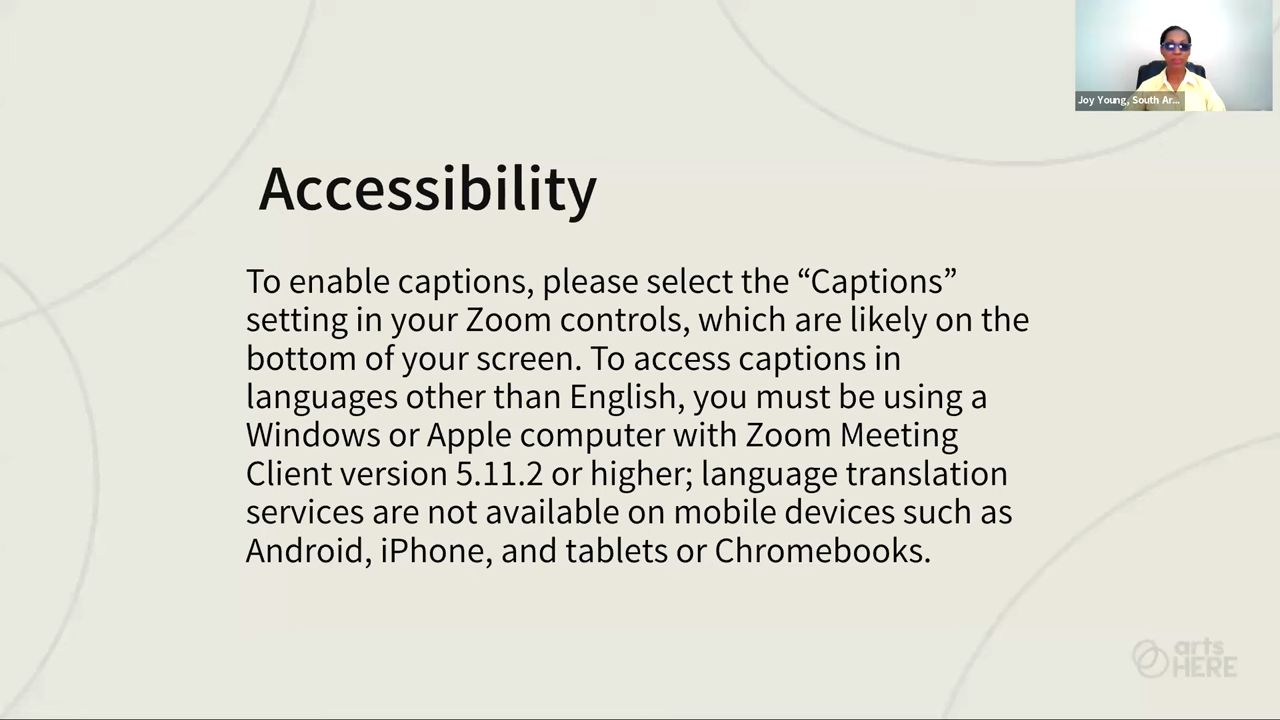 Joy Young, South Ar...
Accessibility
To enable captions, please select the “Captions”
setting in your Zoom controls, which are likely on the
bottom of your screen. To access captions in
languages other than English, you must be using a
Windows or Apple computer with Zoom Meeting
Client version 5.11.2 or higher; language translation
services are not available on mobile devices such as
Android, iPhone, and tablets or Chromebooks.
arts
HERE